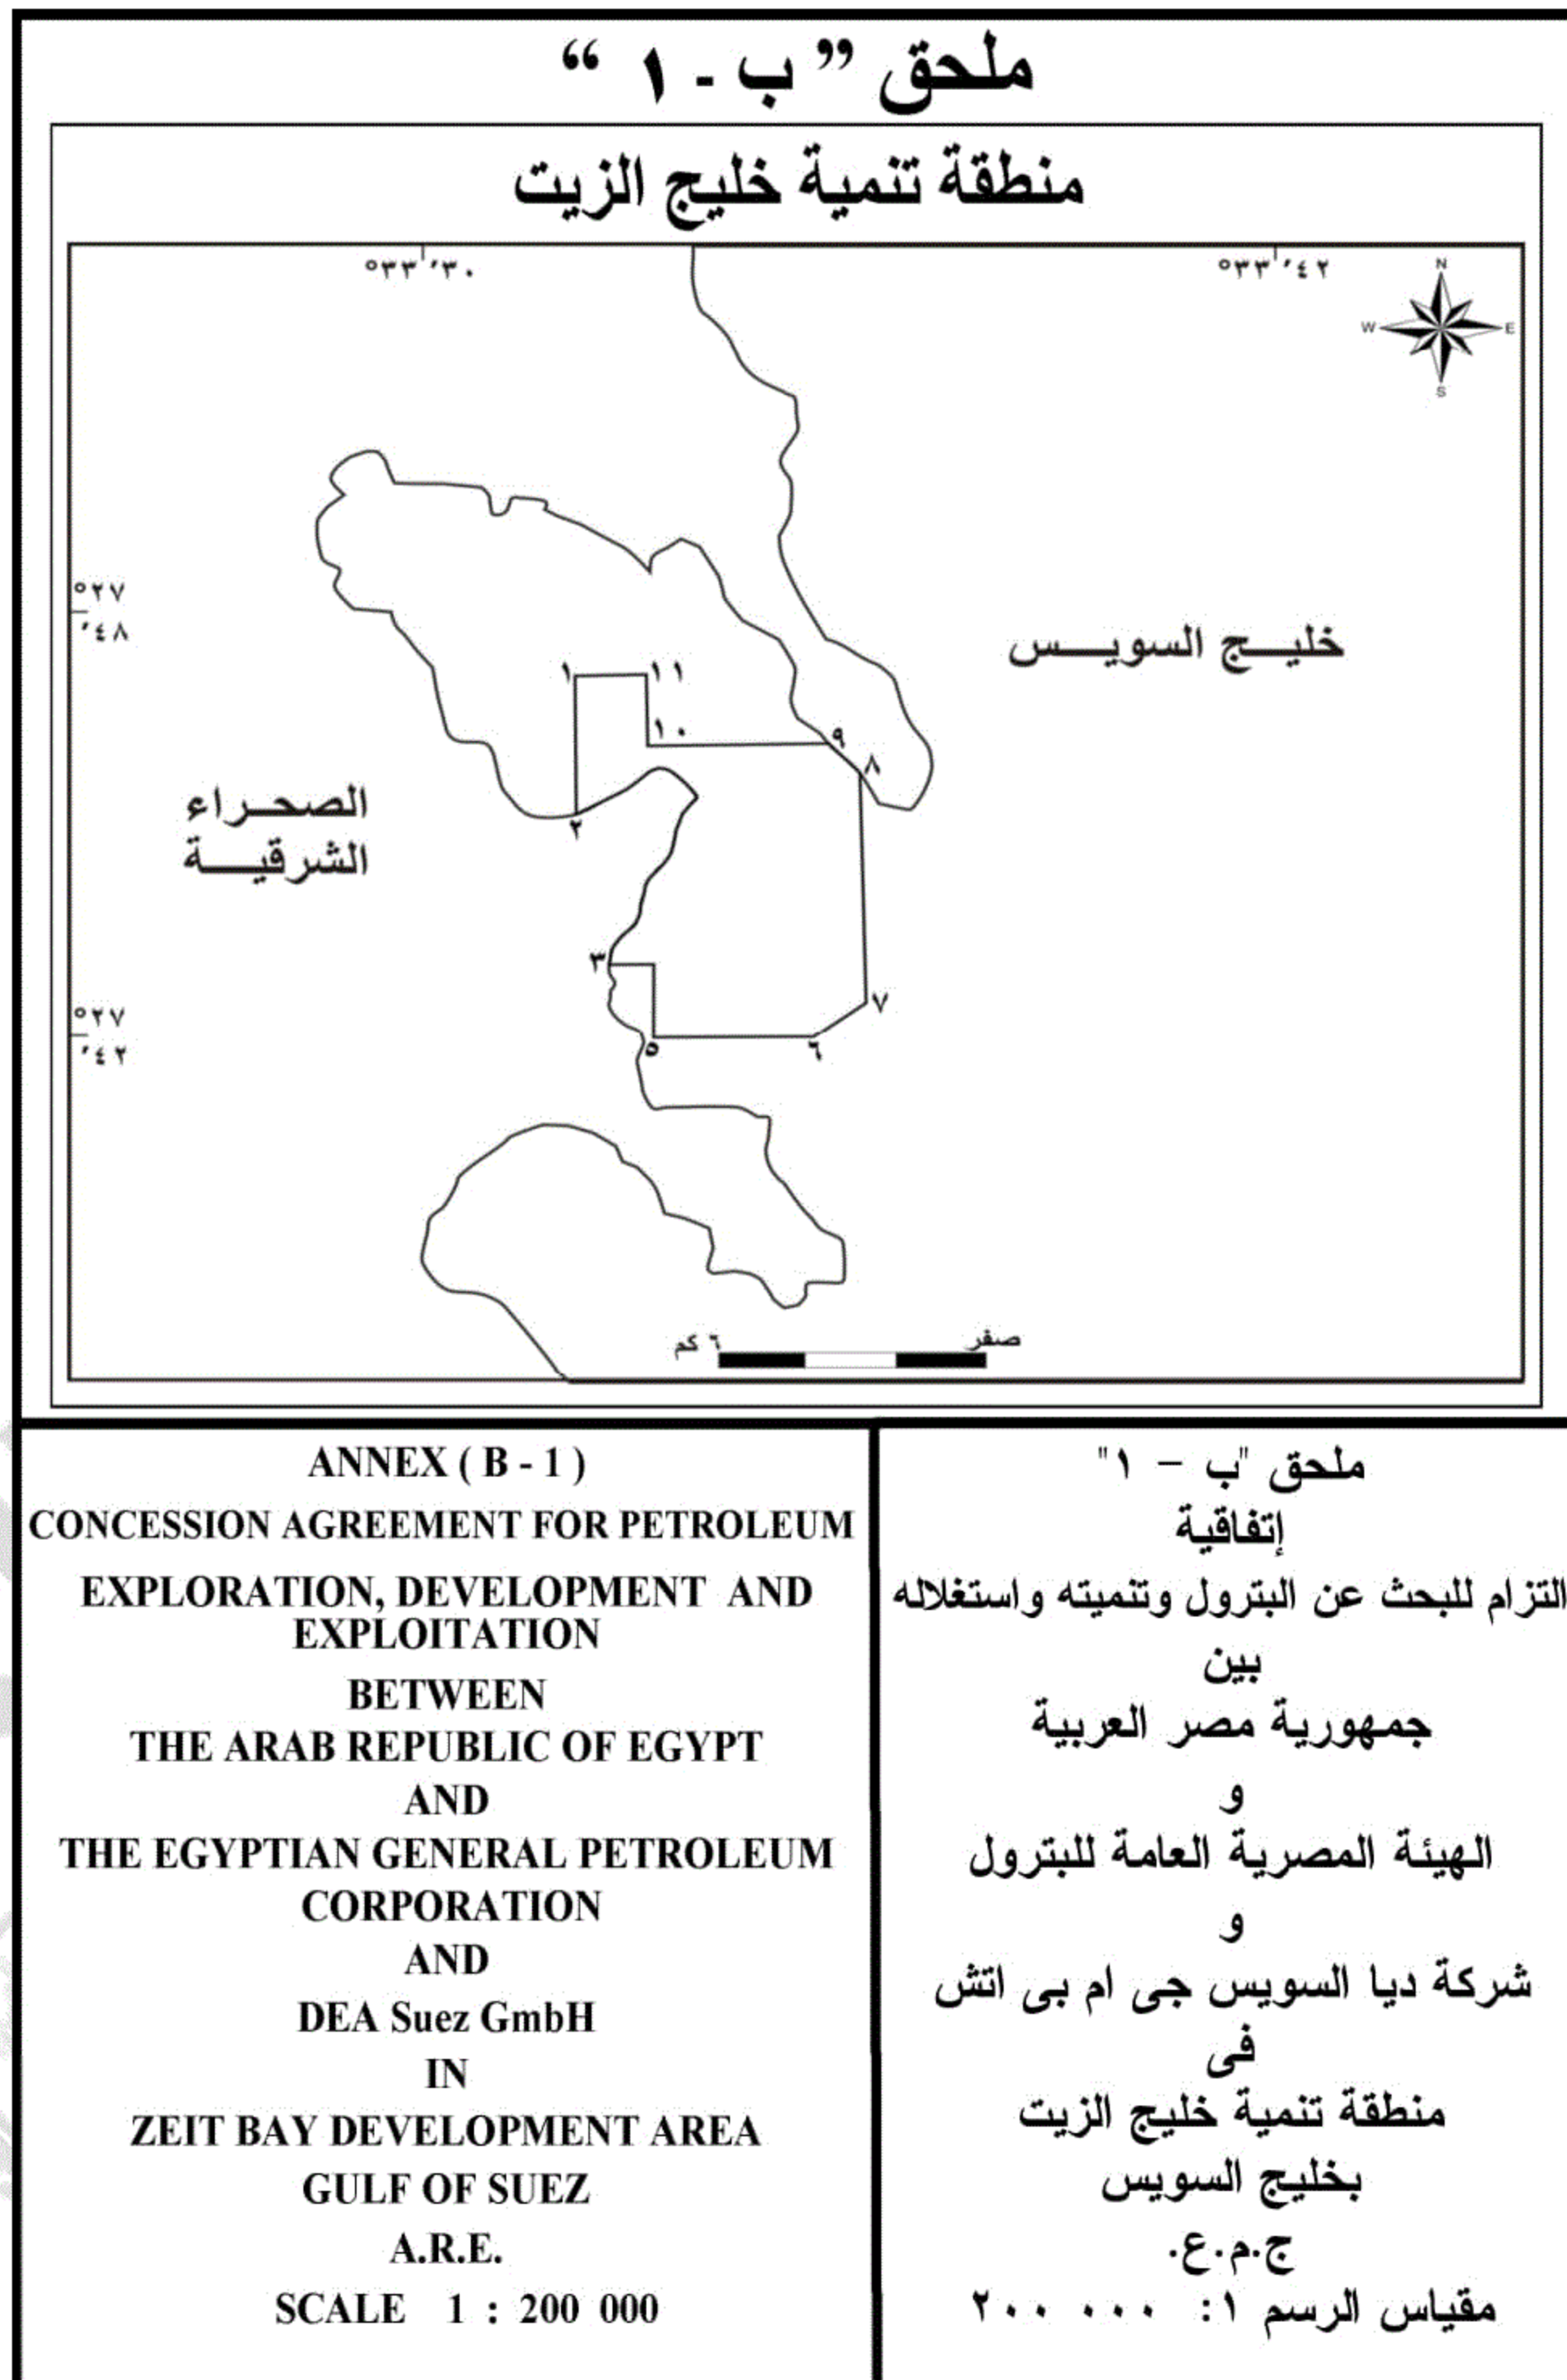 ملحق ” ب - ١ “
منطقة تنمية خليج الزيت
°٣٣ ′٣٠
°٣٣ ′٤٢
N
W
E
S
°٢٧
′٤٨
خليـــج السويـــــس
١
١١
١٠
٩
٨
الصحــراء
الشرقيــــة
٢
٣
٧
°٢٧
′٤٢
٥
٦
٦ كم
صفر
ANNEX ( B - 1 )
CONCESSION AGREEMENT FOR PETROLEUM
EXPLORATION, DEVELOPMENT AND
EXPLOITATION
BETWEEN
THE ARAB REPUBLIC OF EGYPT
AND
THE EGYPTIAN GENERAL PETROLEUM
CORPORATION
AND
DEA Suez GmbH
IN
ZEIT BAY DEVELOPMENT AREA
GULF OF SUEZ
A.R.E.
SCALE 1 : 200 000
ملحق "ب – ١"
إتفاقية
التزام للبحث عن البترول وتنميته واستغلاله
بين
جمهورية مصر العربية
و
الهيئة المصرية العامة للبترول
و
شركة ديا السويس جى ام بى اتش
فى
منطقة تنمية خليج الزيت
بخليج السويس
ج.م.ع.
مقياس الرسم ١: ٢٠٠ ٠٠٠